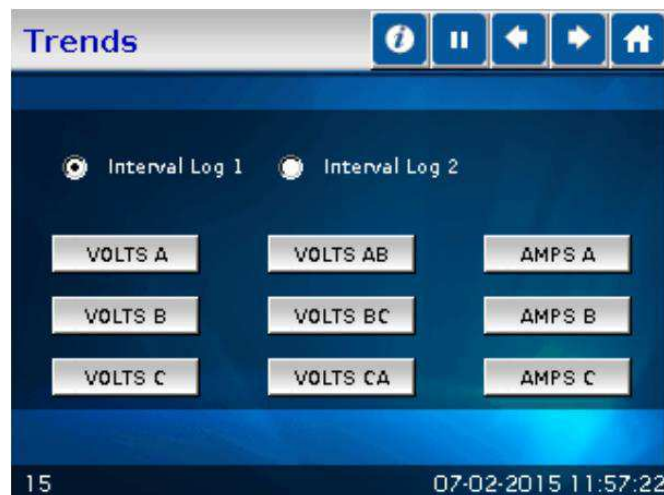 Trends
Interval Log 1 Interval Log 2
VOLTS A VOLTS AB AMPS A
VOLTS B VOLTS BC AMPS B
VOLTS C VOLTS CA AMPS C
15 07-02-2015 11:57:22